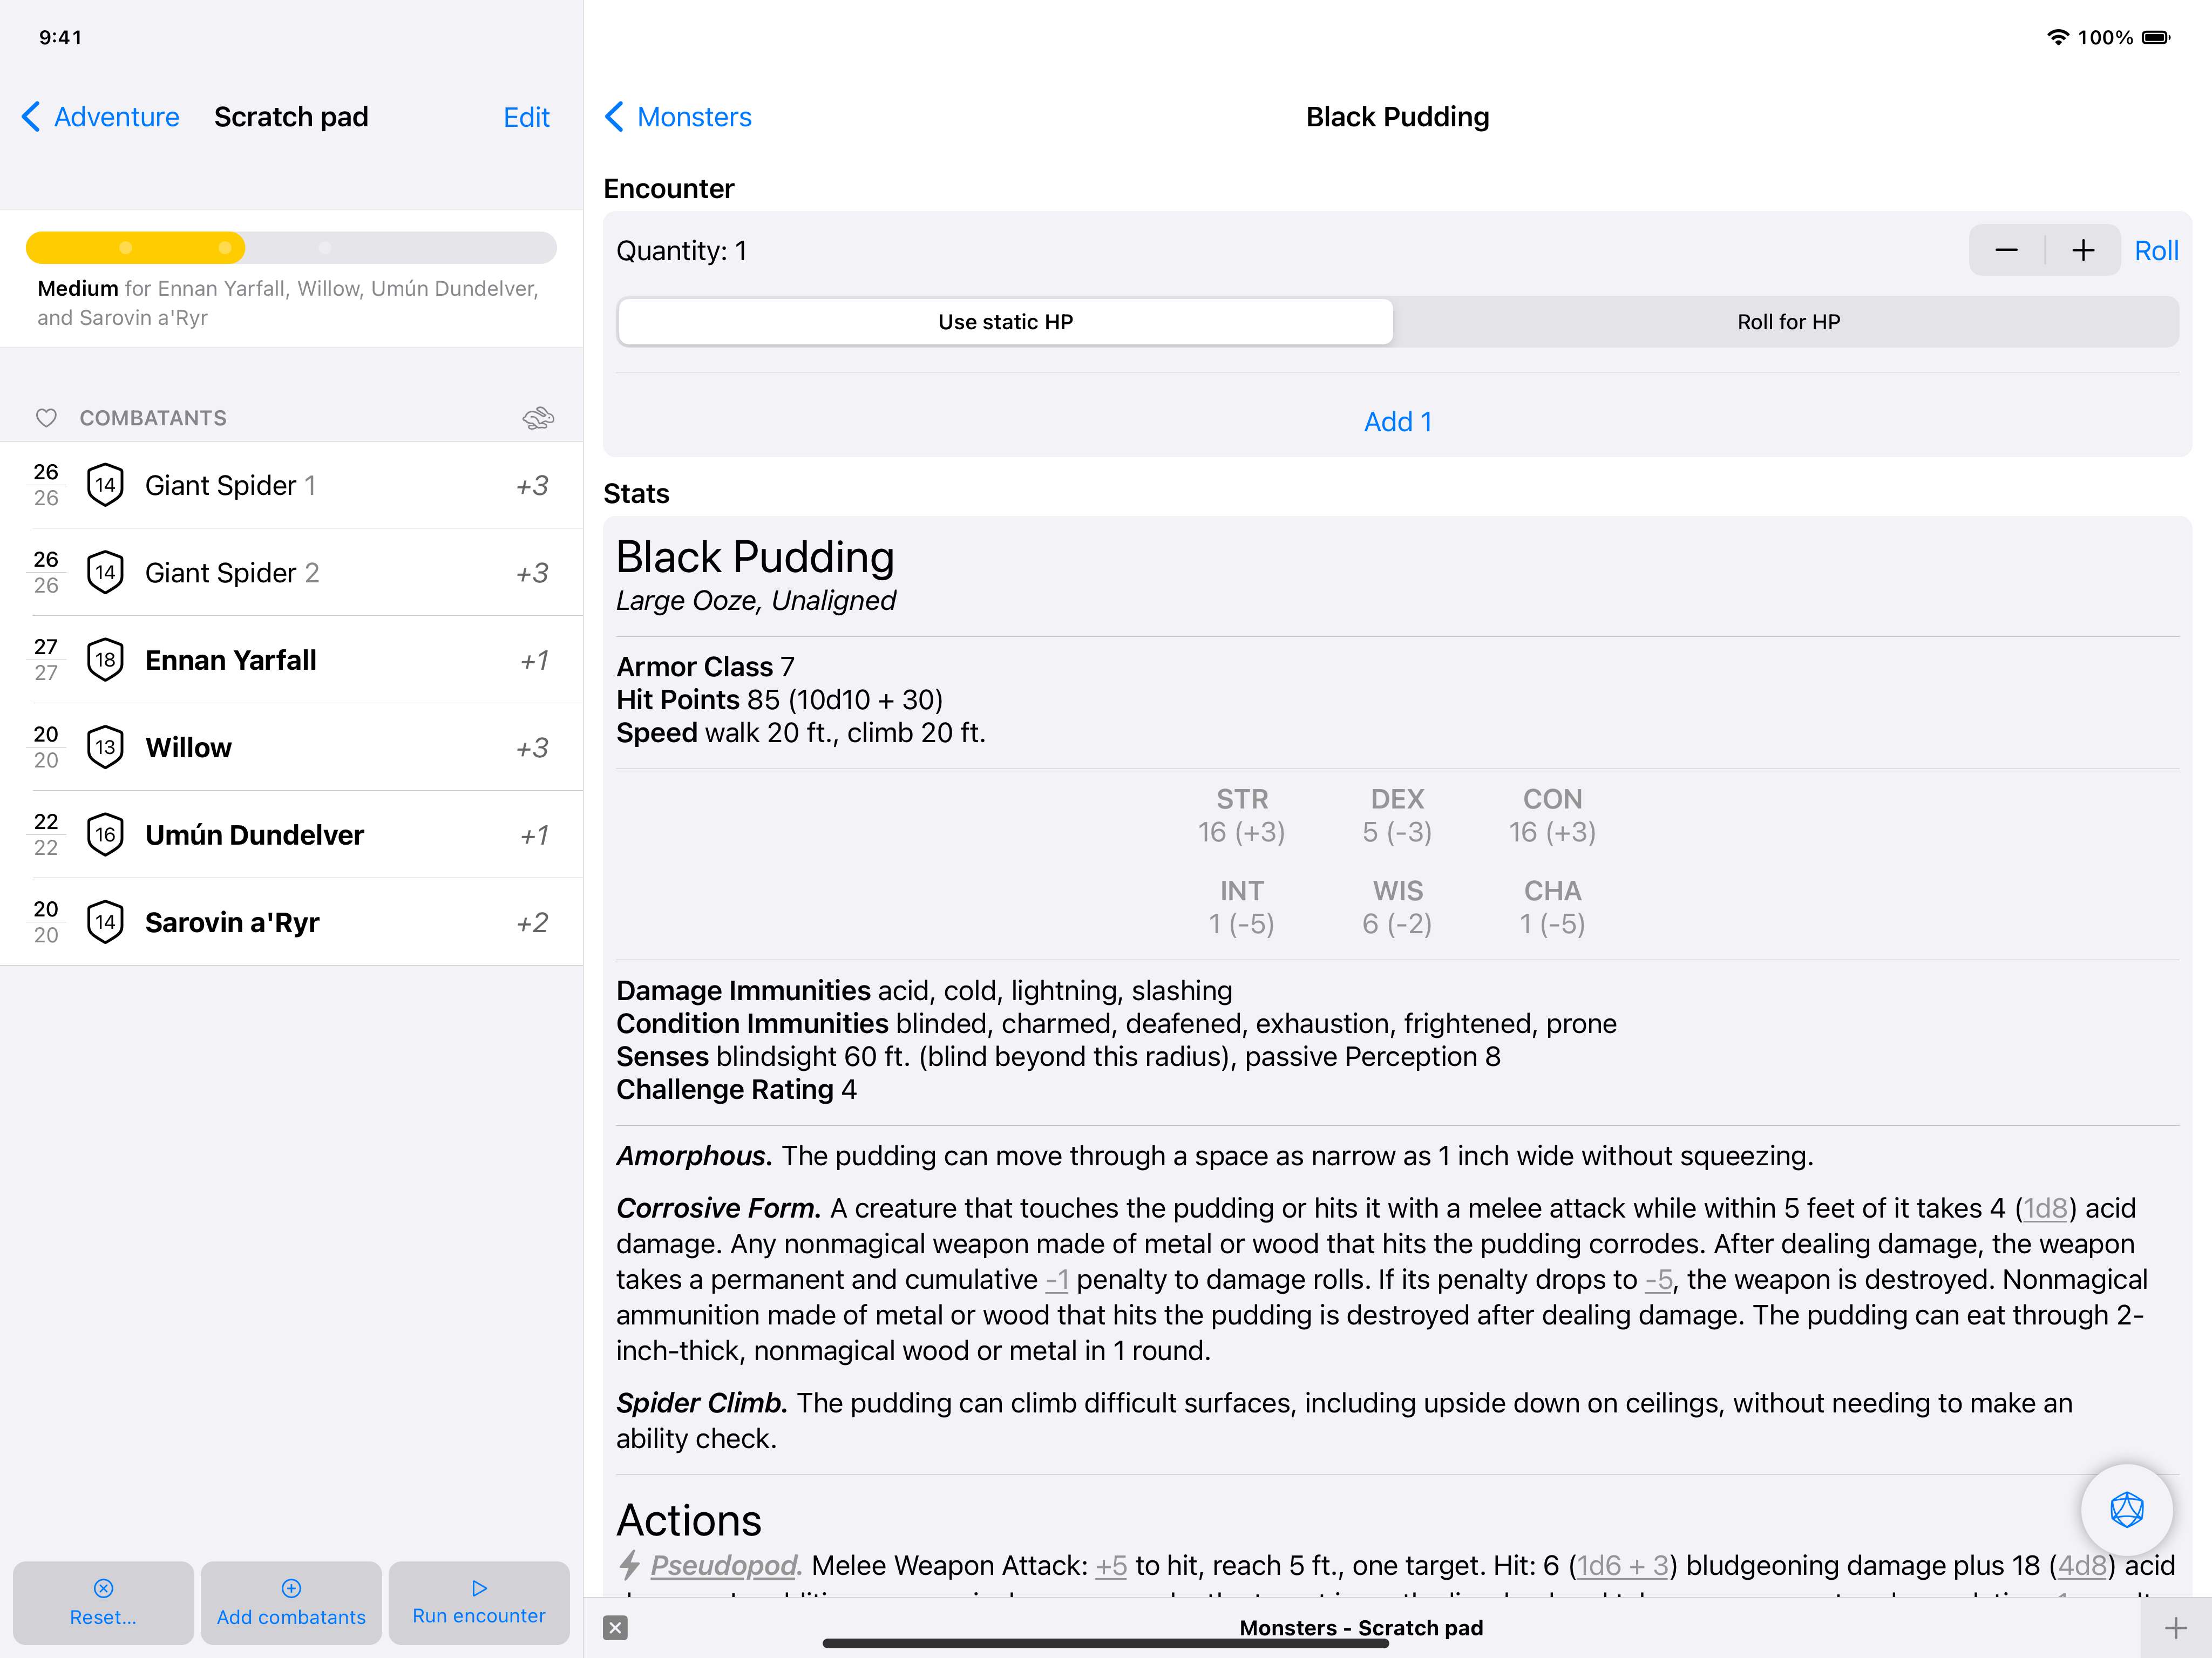 9:41
100%
Adventure
Scratch pad
Edit
Medium for Ennan Yarfall, Willow, Umún Dundelver,
and Sarovin a'Ryr
COMBATANTS
26
26
14
Giant Spider 1
+3
26
26
14
Giant Spider 2
+3
27
27
18
Ennan Yarfall
+1
20
20
13
Willow
+3
22
22
16
Umún Dundelver
+1
20
20
14
Sarovin a'Ryr
+2
Reset...
Add combatants
Run encounter
Monsters
Black Pudding
Encounter
Quantity: 1
Roll
Use static HP
Roll for HP
Add 1
Stats
Black Pudding
Large Ooze, Unaligned
Armor Class 7
Hit Points 85 (10d10 + 30)
Speed walk 20 ft., climb 20 ft.
STR DEX CON
16 (+3) 5 (-3) 16 (+3)
INT WIS CHA
1 (-5) 6 (-2) 1 (-5)
Damage Immunities acid, cold, lightning, slashing
Condition Immunities blinded, charmed, deafened, exhaustion, frightened, prone
Senses blindsight 60 ft. (blind beyond this radius), passive Perception 8
Challenge Rating 4
Amorphous. The pudding can move through a space as narrow as 1 inch wide without squeezing.
Corrosive Form. A creature that touches the pudding or hits it with a melee attack while within 5 feet of it takes 4 (1d8) acid
damage. Any nonmagical weapon made of metal or wood that hits the pudding corrodes. After dealing damage, the weapon
takes a permanent and cumulative -1 penalty to damage rolls. If its penalty drops to -5, the weapon is destroyed. Nonmagical
ammunition made of metal or wood that hits the pudding is destroyed after dealing damage. The pudding can eat through 2-
inch-thick, nonmagical wood or metal in 1 round.
Spider Climb. The pudding can climb difficult surfaces, including upside down on ceilings, without needing to make an
ability check.
Actions
Pseudopod. Melee Weapon Attack: +5 to hit, reach 5 ft., one target. Hit: 6 (1d6 + 3) bludgeoning damage plus 18 (4d8) acid
Monsters - Scratch pad